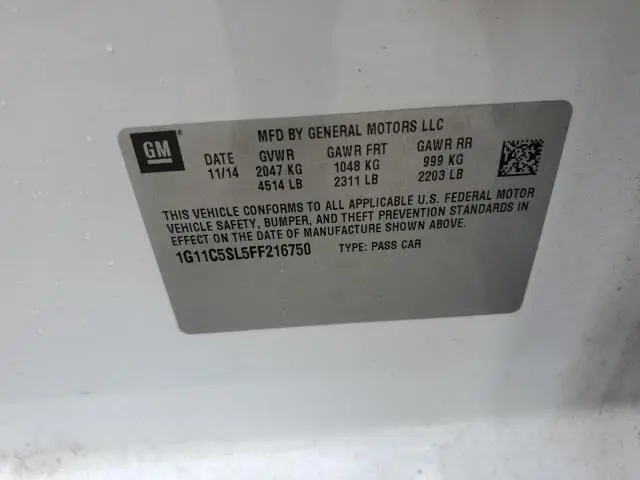 GM
MFD BY GENERAL MOTORS LLC
DATE GVWR GAWR FRT GAWR RR
11/14 2047 KG 1048 KG 999 KG
4514 LB 2311 LB 2203 LB
THIS VEHICLE CONFORMS TO ALL APPLICABLE U.S. FEDERAL MOTOR
VEHICLE SAFETY, BUMPER, AND THEFT PREVENTION STANDARDS IN
EFFECT ON THE DATE OF MANUFACTURE SHOWN ABOVE.
1G11C5SL5FF216750 TYPE: PASS CAR